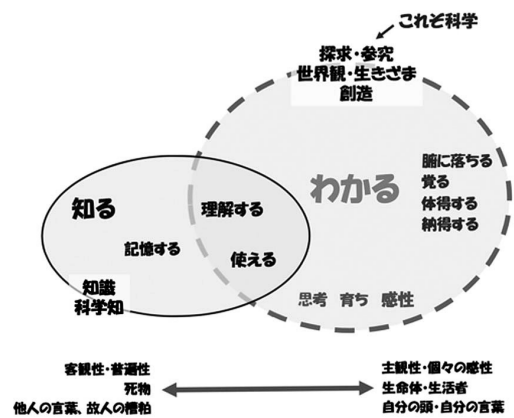 これぞ科学
探求・参究
世界観・生きざま
創造
わかる
腑に落ちる
覚る
体得する
納得する
知る
理解する
記憶する
使える
知識
科学知
思考 育ち 感性
客観性・普遍性
死物
他人の言葉、故人の糟粕
主観性・個々の感性
生命体・生活者
自分の頭・自分の言葉